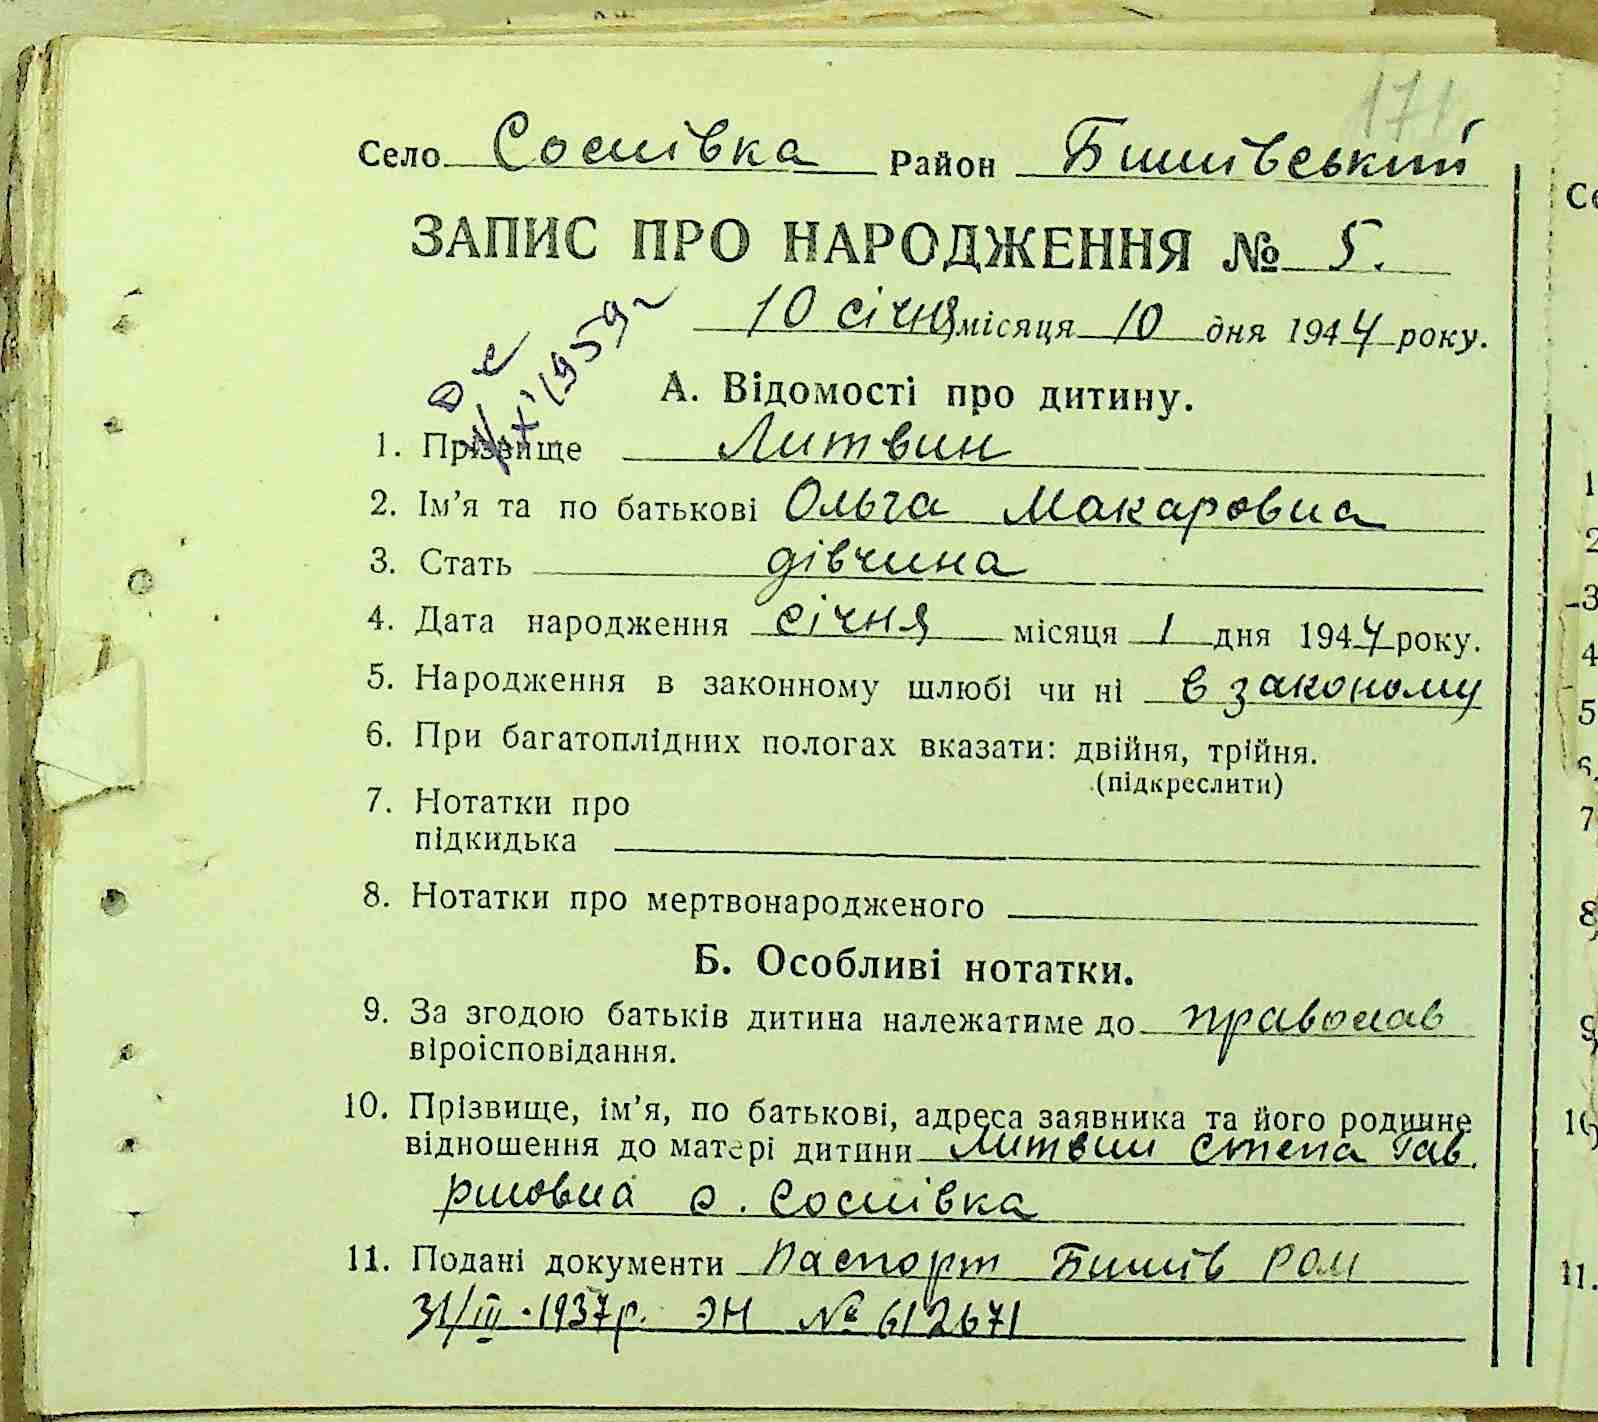 171
Село Соснівка Район Бишівський
ЗАПИС ПРО НАРОДЖЕННЯ № 5.
10 січня місяця 10 дня 1944 року.
А. Відомості про дитину.
1. Прізвище Литвин
2. Ім'я та по батькові Ольга Макаровна
3. Стать дівчина
4. Дата народження січня місяця 1 дня 1944 року.
5. Народження в законному шлюбі чи ні в законому
6. При багатоплідних пологах вказати: двійня, трійня.
(підкреслити)
7. Нотатки про
підкидька
8. Нотатки про мертвонародженого
Б. Особливі нотатки.
9. За згодою батьків дитина належатиме до православ
віроісповідання.
10. Прізвище, ім'я, по батькові, адреса заявника та його родинне
відношення до матері дитини Литвин Степа Гав
риловна с. Соснівка
11. Подані документи Паспорт Бишів РОМ
31/III·1937р. ЭН № 612671